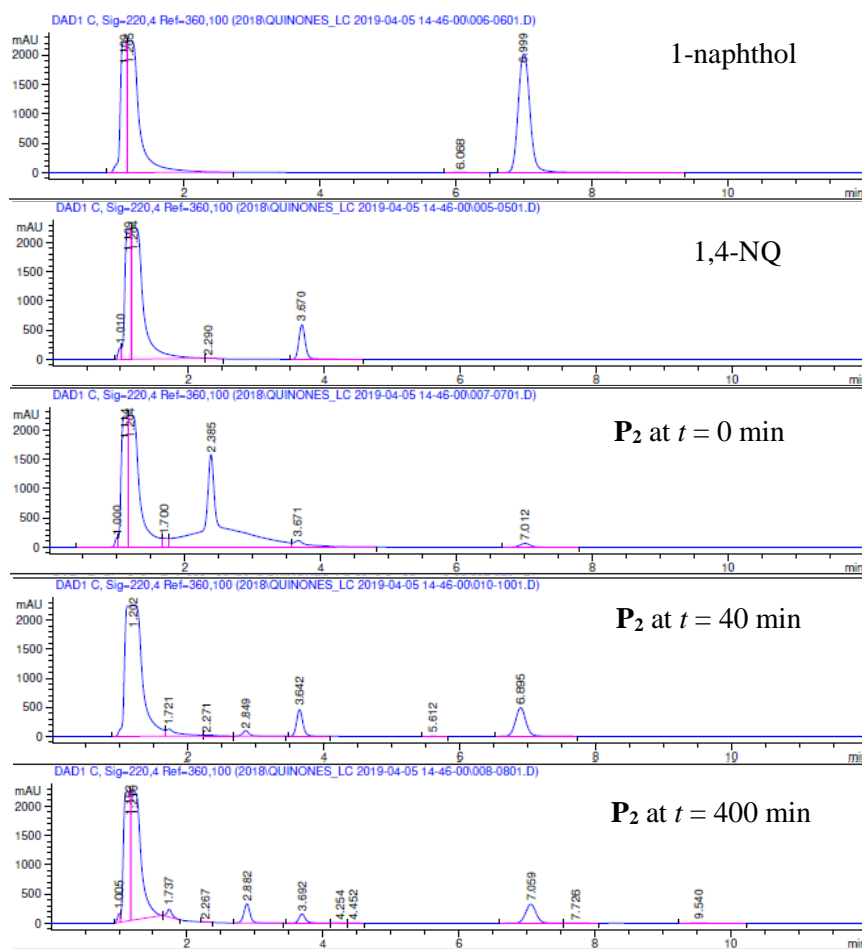 DAD1 C, Sig=220,4 Ref=360,100 (2018\QUINONES_LC 2019-04-05 14-46-00\006-0601.D)
mAU
1-naphthol
2000
1500
1000
500
0
6.068
6.999
2 4 6 8 10 min
DAD1 C, Sig=220,4 Ref=360,100 (2018\QUINONES_LC 2019-04-05 14-46-00\005-0501.D)
mAU
1,4-NQ
2000
1500
1000
500
0
1.010
2.290
3.670
2 4 6 8 10 min
DAD1 C, Sig=220,4 Ref=360,100 (2018\QUINONES_LC 2019-04-05 14-46-00\007-0701.D)
mAU
P₂ at t = 0 min
2000
1500
1000
500
0
1.000
1.700
2.385
3.671
7.012
2 4 6 8 10 min
DAD1 C, Sig=220,4 Ref=360,100 (2018\QUINONES_LC 2019-04-05 14-46-00\010-1001.D)
mAU
P₂ at t = 40 min
2000
1500
1000
500
0
1.202
1.721
2.271
2.849
3.642
5.612
6.895
2 4 6 8 10 min
DAD1 C, Sig=220,4 Ref=360,100 (2018\QUINONES_LC 2019-04-05 14-46-00\008-0801.D)
mAU
P₂ at t = 400 min
2000
1500
1000
500
0
1.005
1.737
2.267
2.882
3.692
4.254
4.452
7.059
7.726
9.540
2 4 6 8 10 min